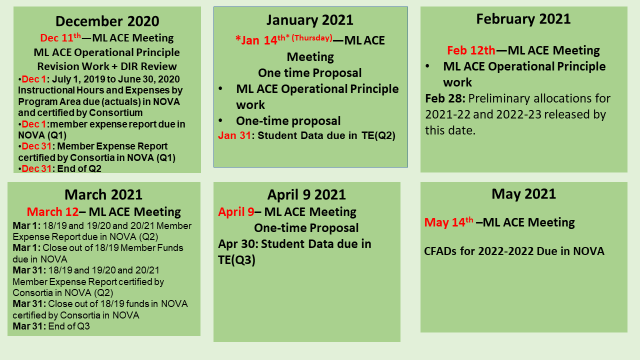 December 2020
Dec 11th—ML ACE Meeting
ML ACE Operational Principle
Revision Work + DIR Review
•Dec 1: July 1, 2019 to June 30, 2020
Instructional Hours and Expenses by
Program Area due (actuals) in NOVA
and certified by Consortium
•Dec 1:member expense report due in
NOVA (Q1)
•Dec 31: Member Expense Report
certified by Consortia in NOVA (Q1)
•Dec 31: End of Q2
January 2021
*Jan 14th* (Thursday)—ML ACE
Meeting
One time Proposal
• ML ACE Operational Principle
work
• One-time proposal
Jan 31: Student Data due in TE(Q2)
February 2021
Feb 12th—ML ACE Meeting
• ML ACE Operational Principle
work
Feb 28: Preliminary allocations for
2021-22 and 2022-23 released by
this date.
March 2021
March 12– ML ACE Meeting
Mar 1: 18/19 and 19/20 and 20/21 Member
Expense Report due in NOVA (Q2)
Mar 1: Close out of 18/19 Member Funds
due in NOVA
Mar 31: 18/19 and 19/20 and 20/21
Member Expense Report certified by
Consortia in NOVA (Q2)
Mar 31: Close out of 18/19 funds in NOVA
certified by Consortia in NOVA
Mar 31: End of Q3
April 9 2021
April 9– ML ACE Meeting
One-time Proposal
Apr 30: Student Data due in
TE(Q3)
May 2021
May 14th –ML ACE Meeting
CFADs for 2022-2022 Due in NOVA